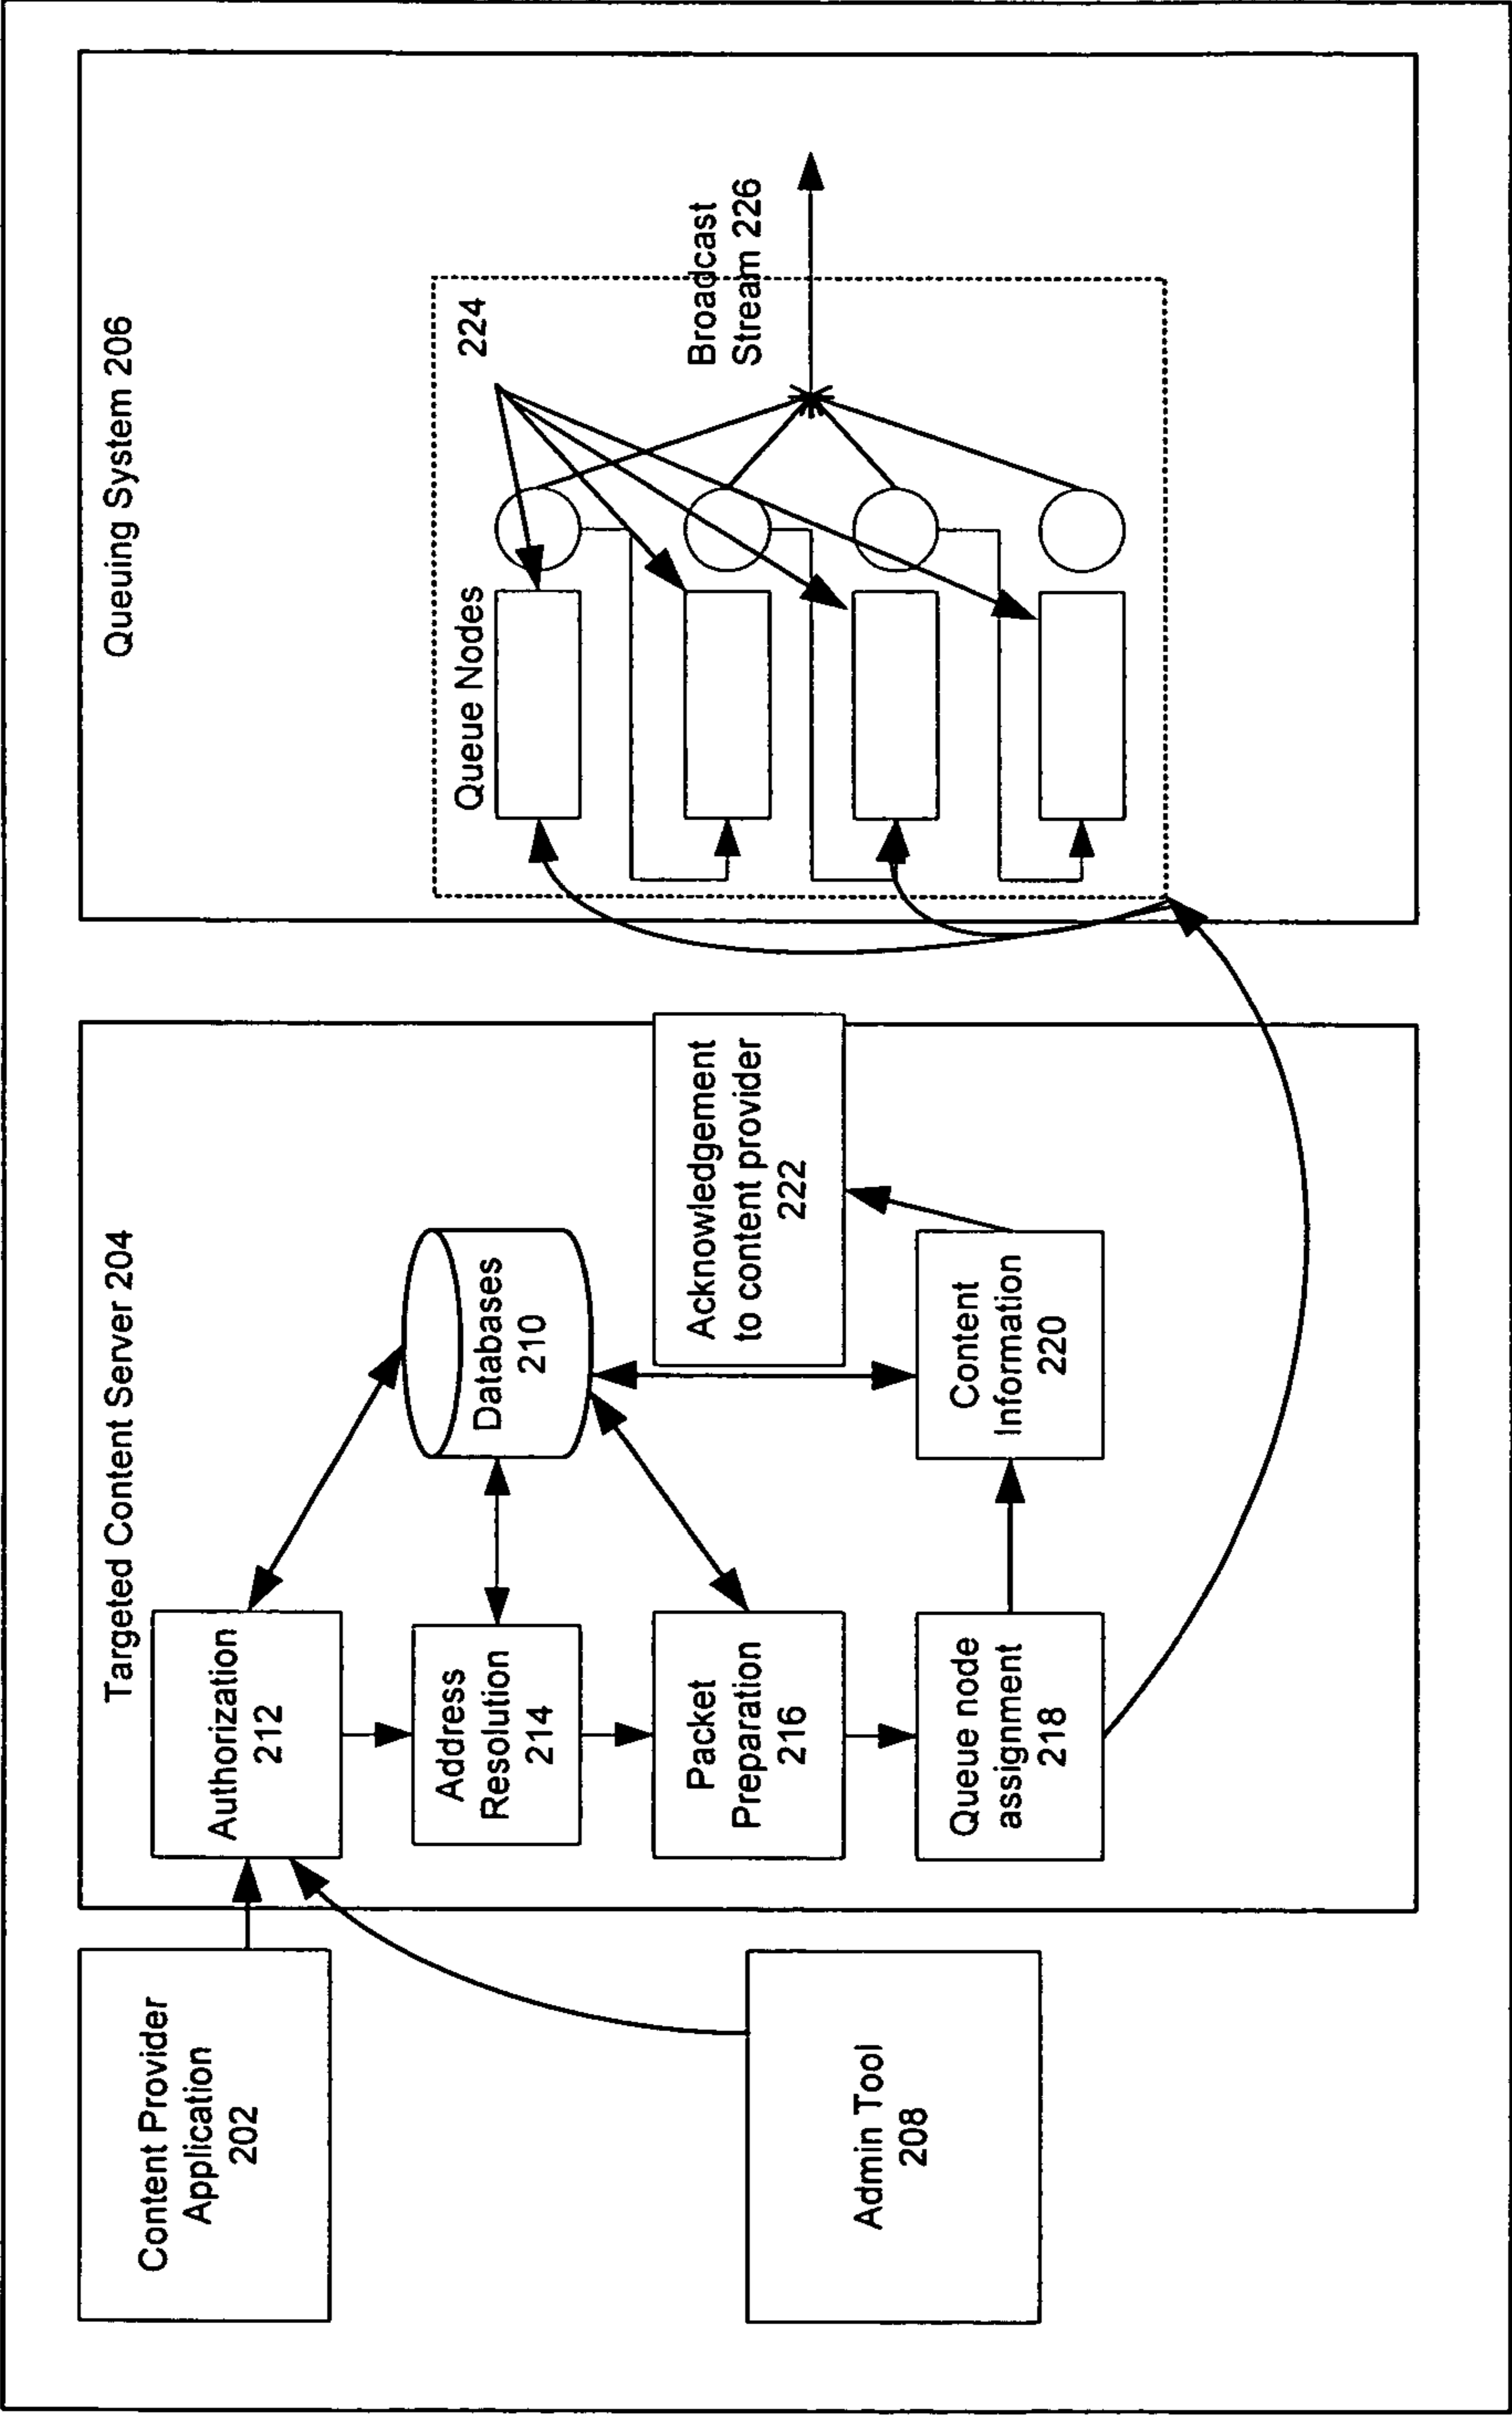 Content Provider
Application
202
Admin Tool
208
Targeted Content Server 204
Authorization
212
Address
Resolution
214
Packet
Preparation
216
Queue node
assignment
218
Databases
210
Acknowledgement
to content provider
222
Content
Information
220
Queuing System 206
Queue Nodes
224
Broadcast
Stream 226